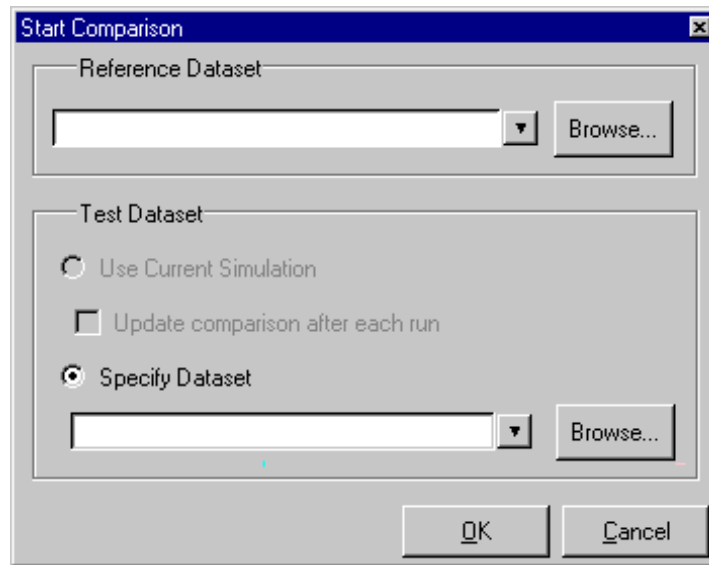 Start Comparison
Reference Dataset
Browse...
Test Dataset
Use Current Simulation
Update comparison after each run
Specify Dataset
Browse...
OK Cancel